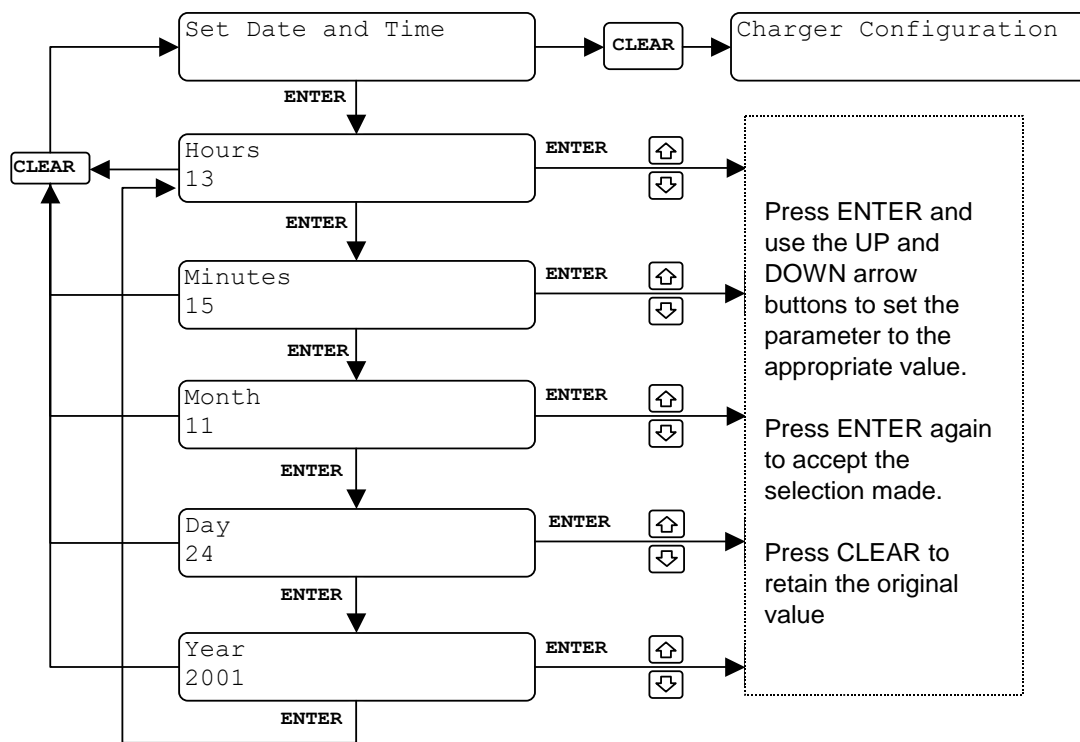 Set Date and Time
CLEAR
Charger Configuration
ENTER
CLEAR
Hours
13
ENTER
ENTER
Minutes
15
ENTER
ENTER
Month
11
ENTER
ENTER
Day
24
ENTER
ENTER
Year
2001
ENTER
ENTER
Press ENTER and
use the UP and
DOWN arrow
buttons to set the
parameter to the
appropriate value.
Press ENTER again
to accept the
selection made.
Press CLEAR to
retain the original
value